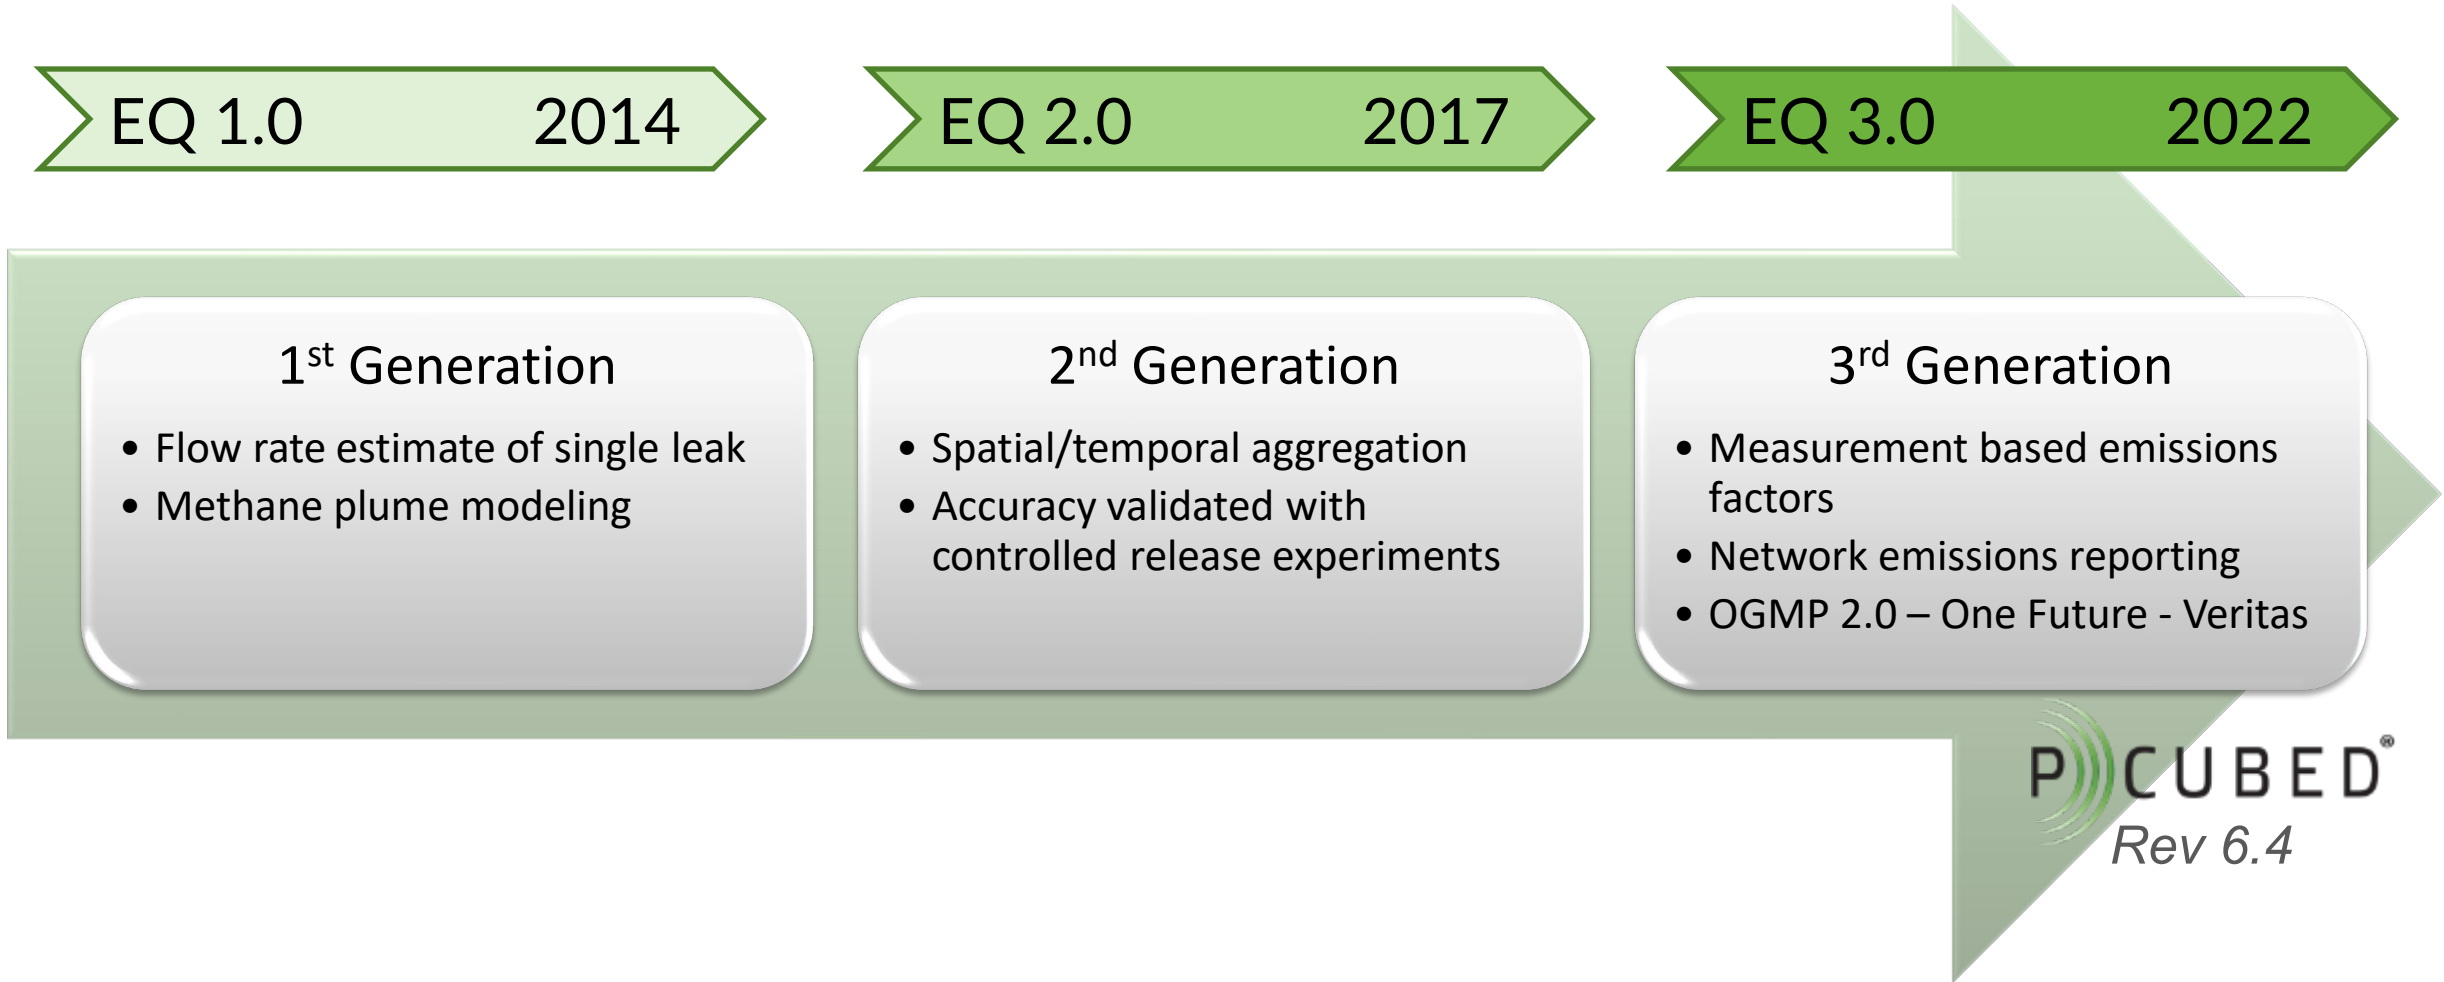 EQ 1.0 2014
EQ 2.0 2017
EQ 3.0 2022
1st Generation
• Flow rate estimate of single leak
• Methane plume modeling
2nd Generation
• Spatial/temporal aggregation
• Accuracy validated with
controlled release experiments
3rd Generation
• Measurement based emissions
factors
• Network emissions reporting
• OGMP 2.0 – One Future - Veritas
P CUBED®
Rev 6.4